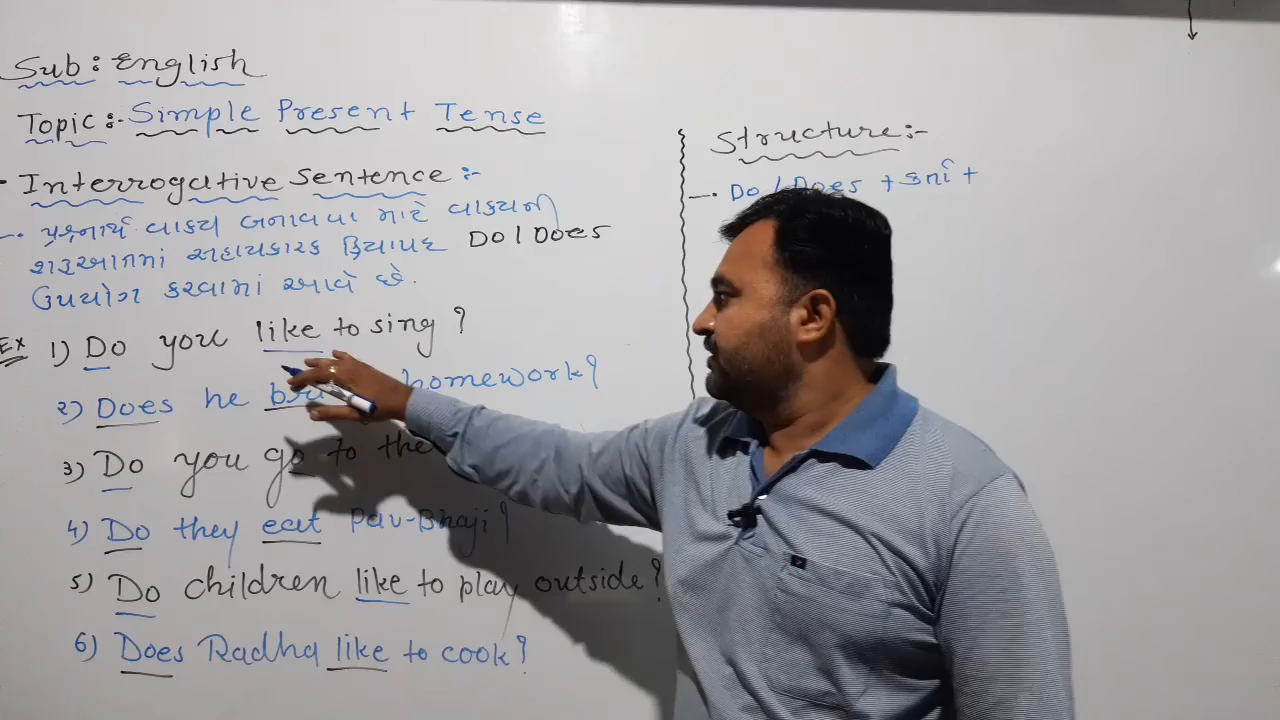 Sub: English
Topic:- Simple Present Tense
Interrogative Sentence :-
પ્રશ્નાર્થ વાક્ય બનાવવા માટે વાક્યની
શરૂઆતમાં સહાયકારક ક્રિયાપદ Do / Does
ઉપયોગ કરવામાં આવે છે.
Ex 1) Do you like to sing ?
2) Does he homework?
3) Do you go to the
4) Do they eat Pav-Bhaji?
5) Do children like to play outside?
6) Does Radha like to cook?
Structure:-
Do / Does + કર્તા +